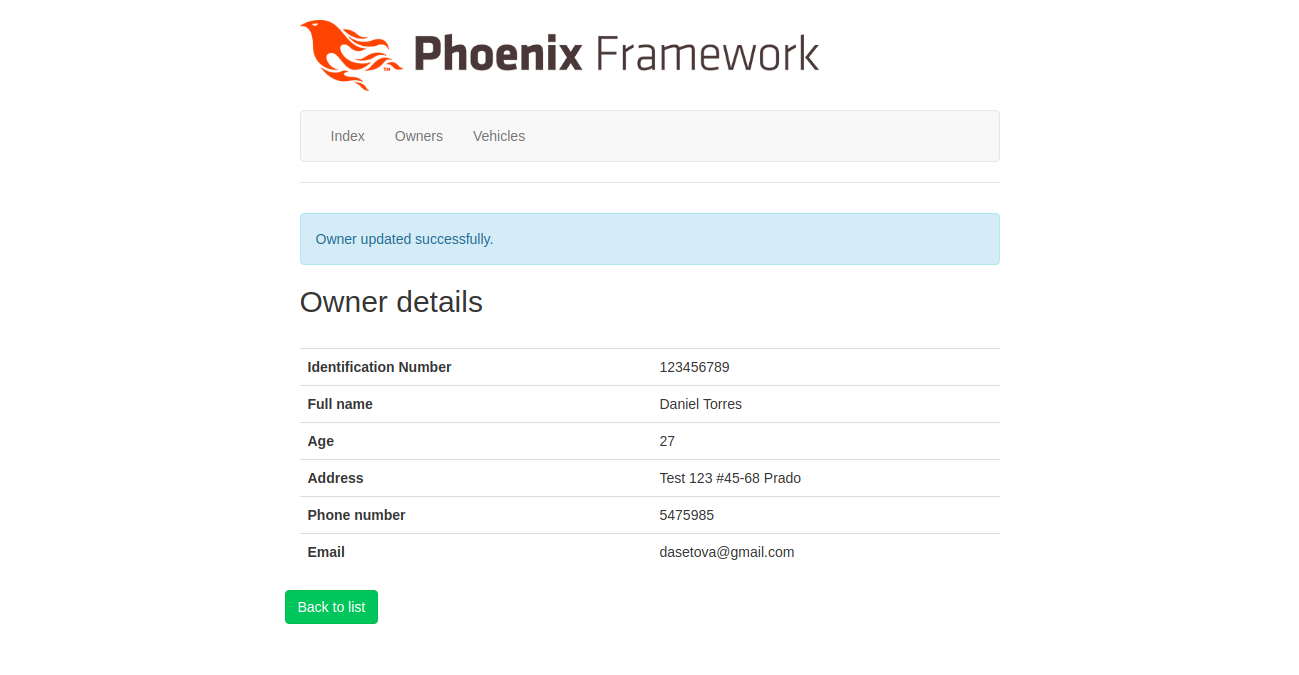 Phoenix Framework
Index Owners Vehicles
Owner updated successfully.
Owner details
Identification Number 123456789
Full name Daniel Torres
Age 27
Address Test 123 #45-68 Prado
Phone number 5475985
Email dasetova@gmail.com
Back to list